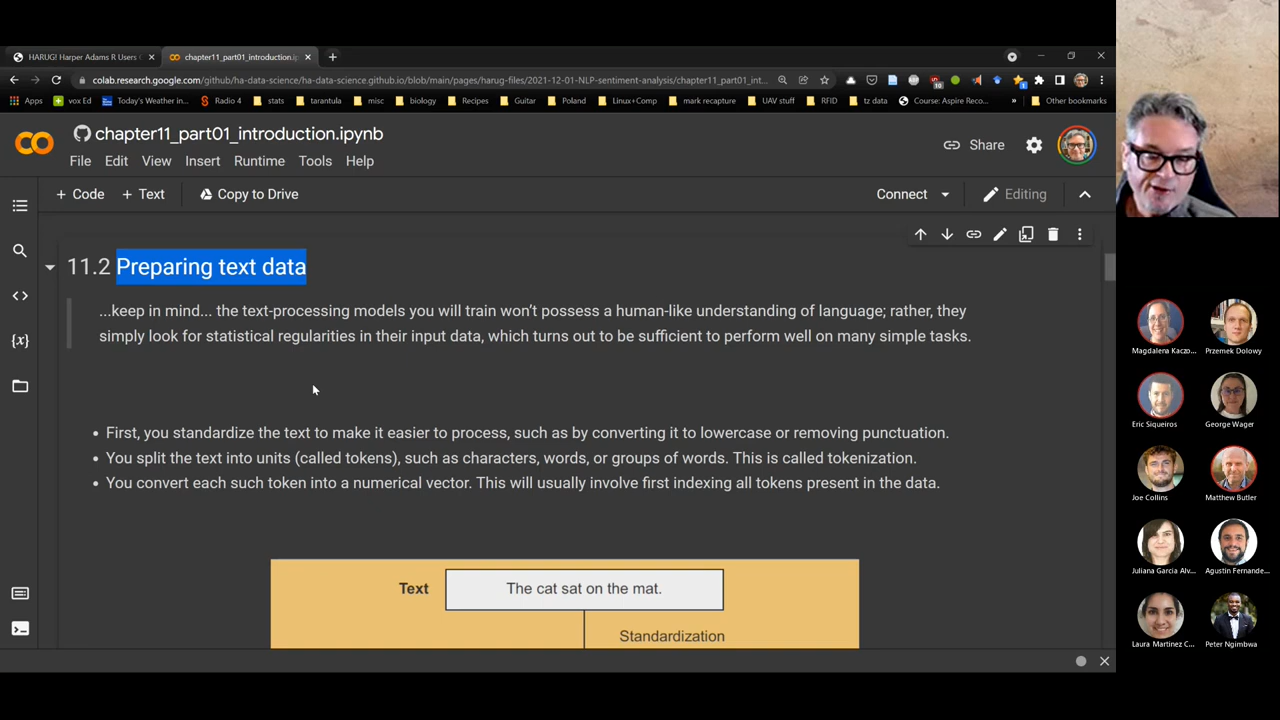 HARUG! Harper Adams R Users
chapter11_part01_introduction.ip
colab.research.google.com/github/ha-data-science/ha-data-science.github.io/blob/main/pages/harug-files/2021-12-01-NLP-sentiment-analysis/chapter11_part01_int...
Apps vox Ed Today's Weather in... Radio 4 stats tarantula misc biology Recipes Guitar Poland Linux+Comp mark recapture UAV stuff RFID tz data Course: Aspire Reco... » Other bookmarks
chapter11_part01_introduction.ipynb
Share
File Edit View Insert Runtime Tools Help
+ Code + Text Copy to Drive Connect Editing
11.2 Preparing text data
...keep in mind... the text-processing models you will train won't possess a human-like understanding of language; rather, they
simply look for statistical regularities in their input data, which turns out to be sufficient to perform well on many simple tasks.
• First, you standardize the text to make it easier to process, such as by converting it to lowercase or removing punctuation.
• You split the text into units (called tokens), such as characters, words, or groups of words. This is called tokenization.
• You convert each such token into a numerical vector. This will usually involve first indexing all tokens present in the data.
Text The cat sat on the mat.
Standardization
Magdalena Kaczo... Przemek Dolowy
Eric Siqueiros George Wager
Joe Collins Matthew Butler
Juliana Garcia Alv... Agustin Fernande...
Laura Martinez C... Peter Ngimbwa